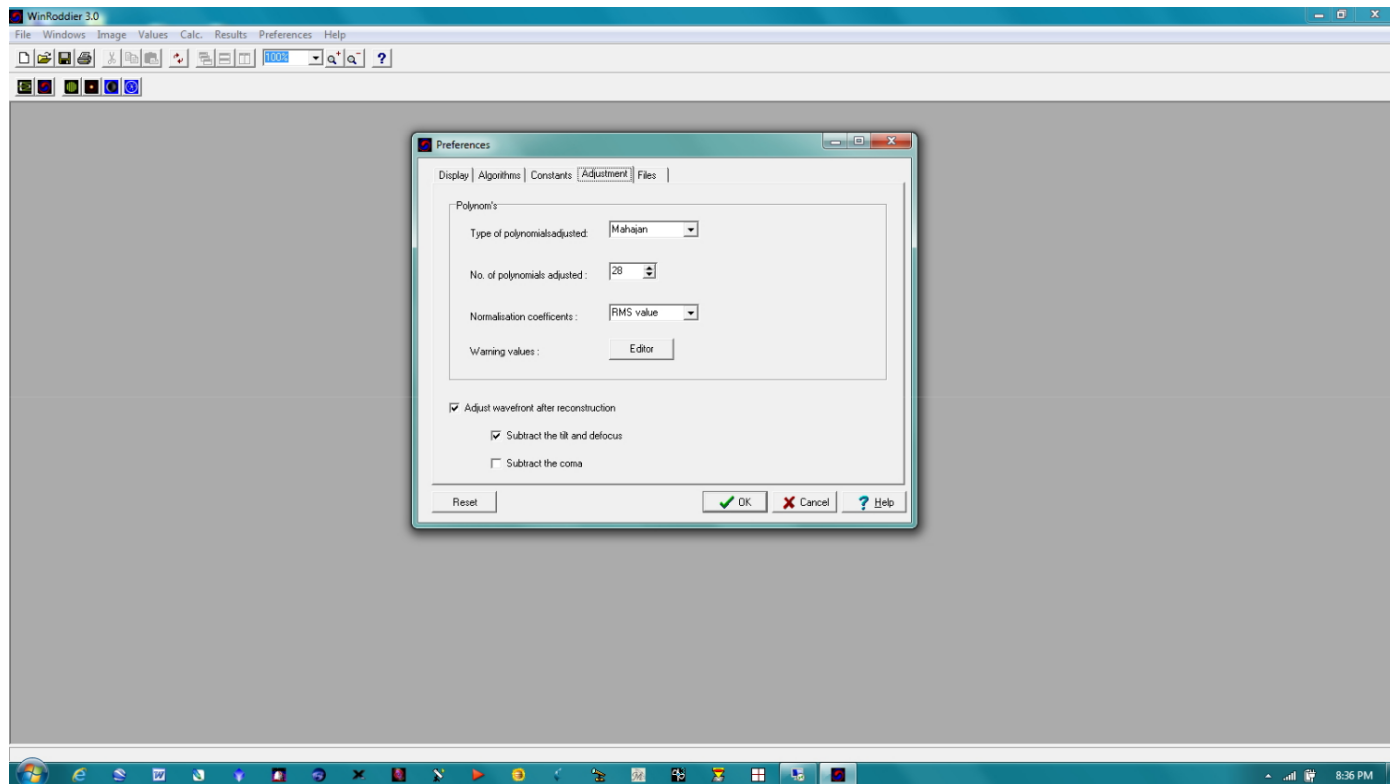 WinRoddier 3.0
File Windows Image Values Calc. Results Preferences Help
100%
Preferences
Display Algorithms Constants Adjustment Files
Polynom's
Type of polynomialsadjusted: Mahajan
No. of polynomials adjusted : 28
Normalisation coefficents : RMS value
Warning values : Editor
Adjust wavefront after reconstruction
Subtract the tilt and defocus
Subtract the coma
Reset OK Cancel ? Help
8:36 PM